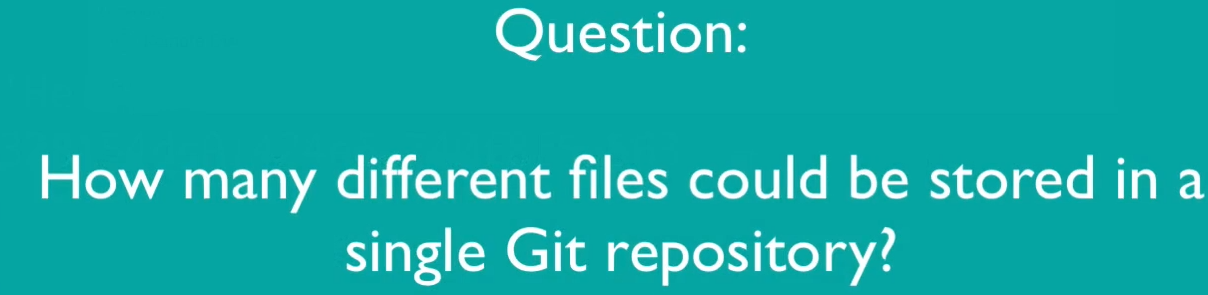 Question:
How many different files could be stored in a
single Git repository?